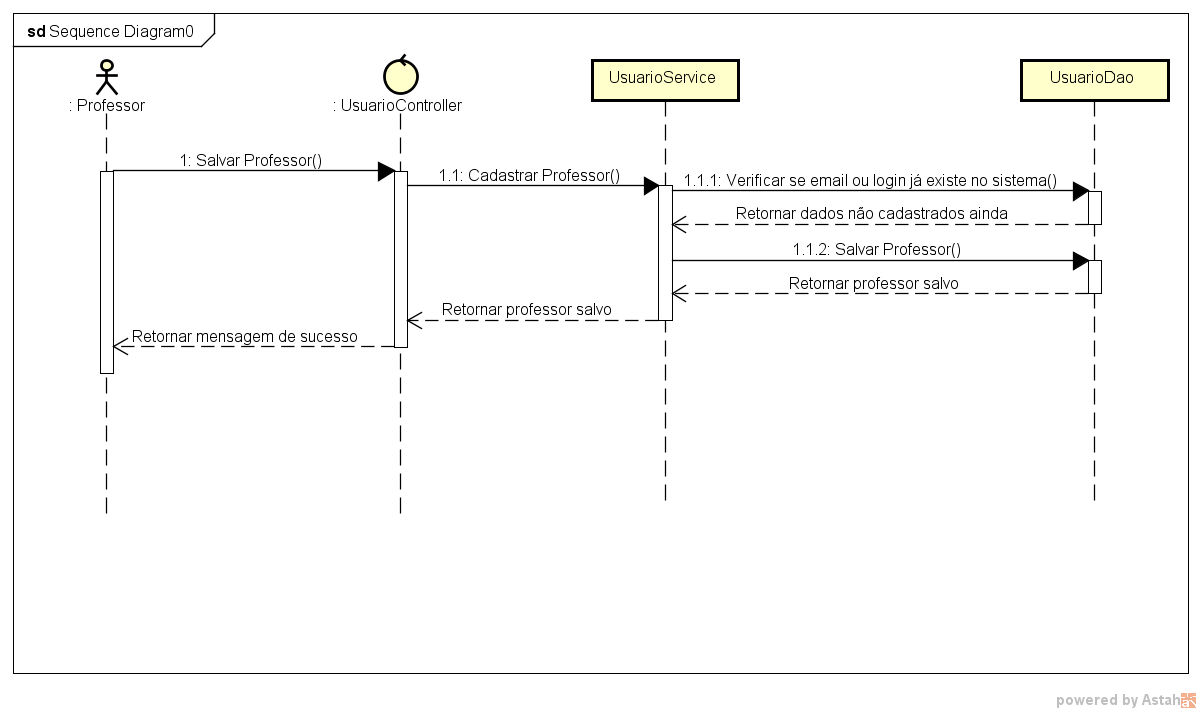 sd Sequence Diagram0
: Professor
: UsuarioController
UsuarioService
UsuarioDao
1: Salvar Professor()
1.1: Cadastrar Professor()
1.1.1: Verificar se email ou login já existe no sistema()
Retornar dados não cadastrados ainda
1.1.2: Salvar Professor()
Retornar professor salvo
Retornar professor salvo
Retornar mensagem de sucesso
powered by Astah